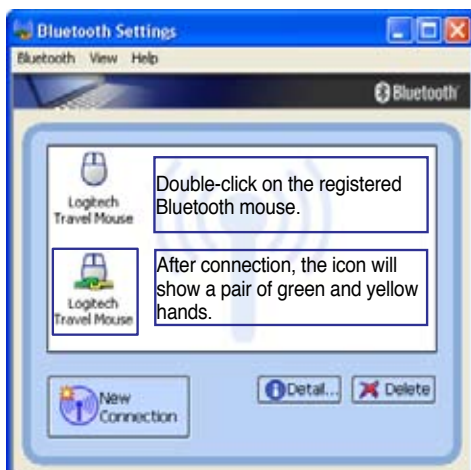 Bluetooth Settings
Bluetooth View Help
Bluetooth
Logitech
Travel Mouse
Double-click on the registered
Bluetooth mouse.
Logitech
Travel Mouse
After connection, the icon will
show a pair of green and yellow
hands.
New
Connection
Detail...
Delete